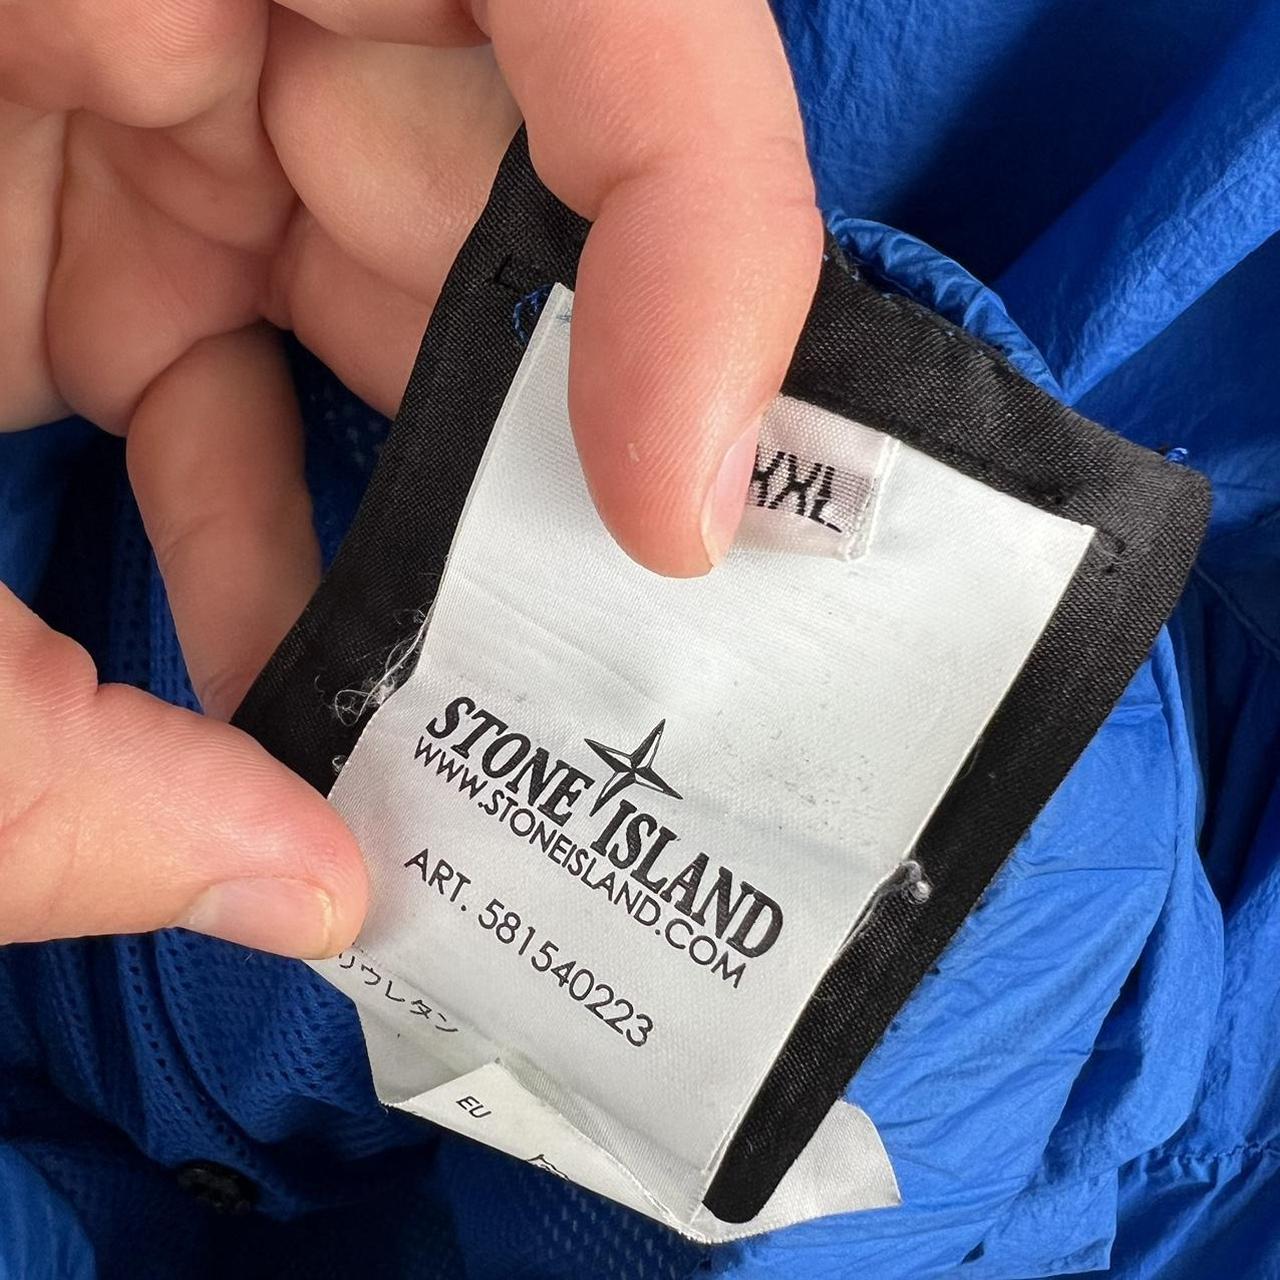 XXL
STONE ISLAND
WWW.STONEISLAND.COM
ART. 581540223
リウレタン
EU